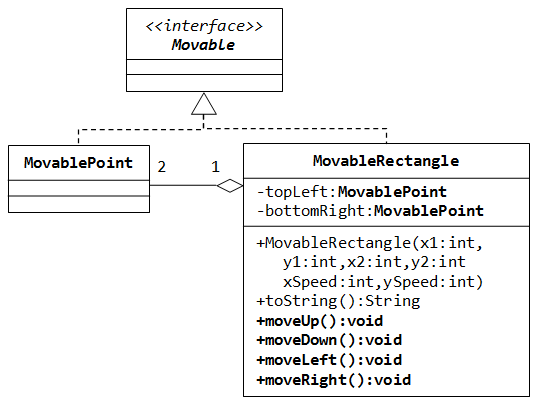 <<interface>>
Movable
MovablePoint
2
1
MovableRectangle
-topLeft:MovablePoint
-bottomRight:MovablePoint
+MovableRectangle(x1:int,
y1:int,x2:int,y2:int
xSpeed:int,ySpeed:int)
+toString():String
+moveUp():void
+moveDown():void
+moveLeft():void
+moveRight():void